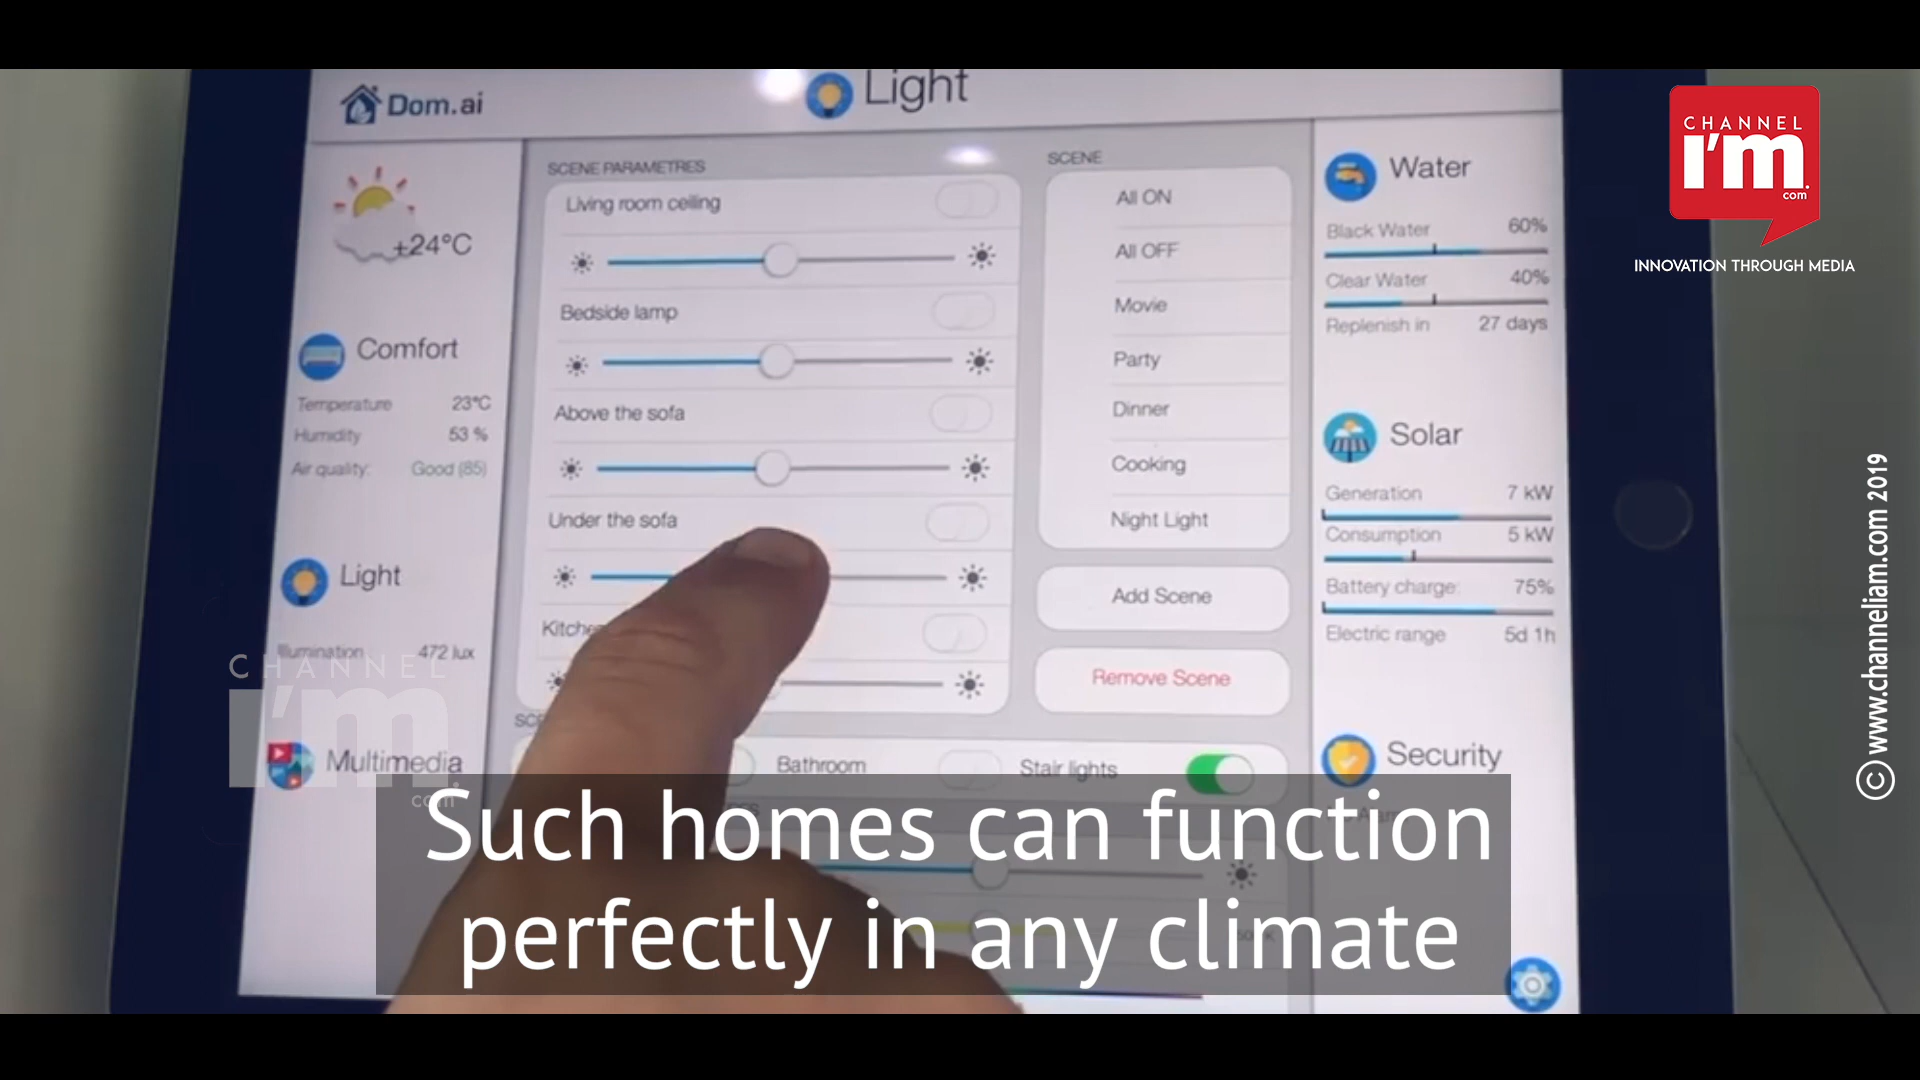 Dom.ai
Light
+24°C
Comfort
Temperature 23°C
Humidity 53 %
Air quality: Good (85)
Light
Illumination 472 lux
Multimedia
SCENE PARAMETRES
Living room ceiling
Bedside lamp
Above the sofa
Under the sofa
Bathroom
Stair lights
SCENE
All ON
All OFF
Movie
Party
Dinner
Cooking
Night Light
Add Scene
Remove Scene
Water
Black Water 60%
Clear Water 40%
Replenish in 27 days
Solar
Generation 7 kW
Consumption 5 kW
Battery charge: 75%
Electric range 5d 1h
Security
CHANNEL
I'm
.com
INNOVATION THROUGH MEDIA
© www.channeliam.com 2019
CHANNEL
I'm
.com
Such homes can function
perfectly in any climate